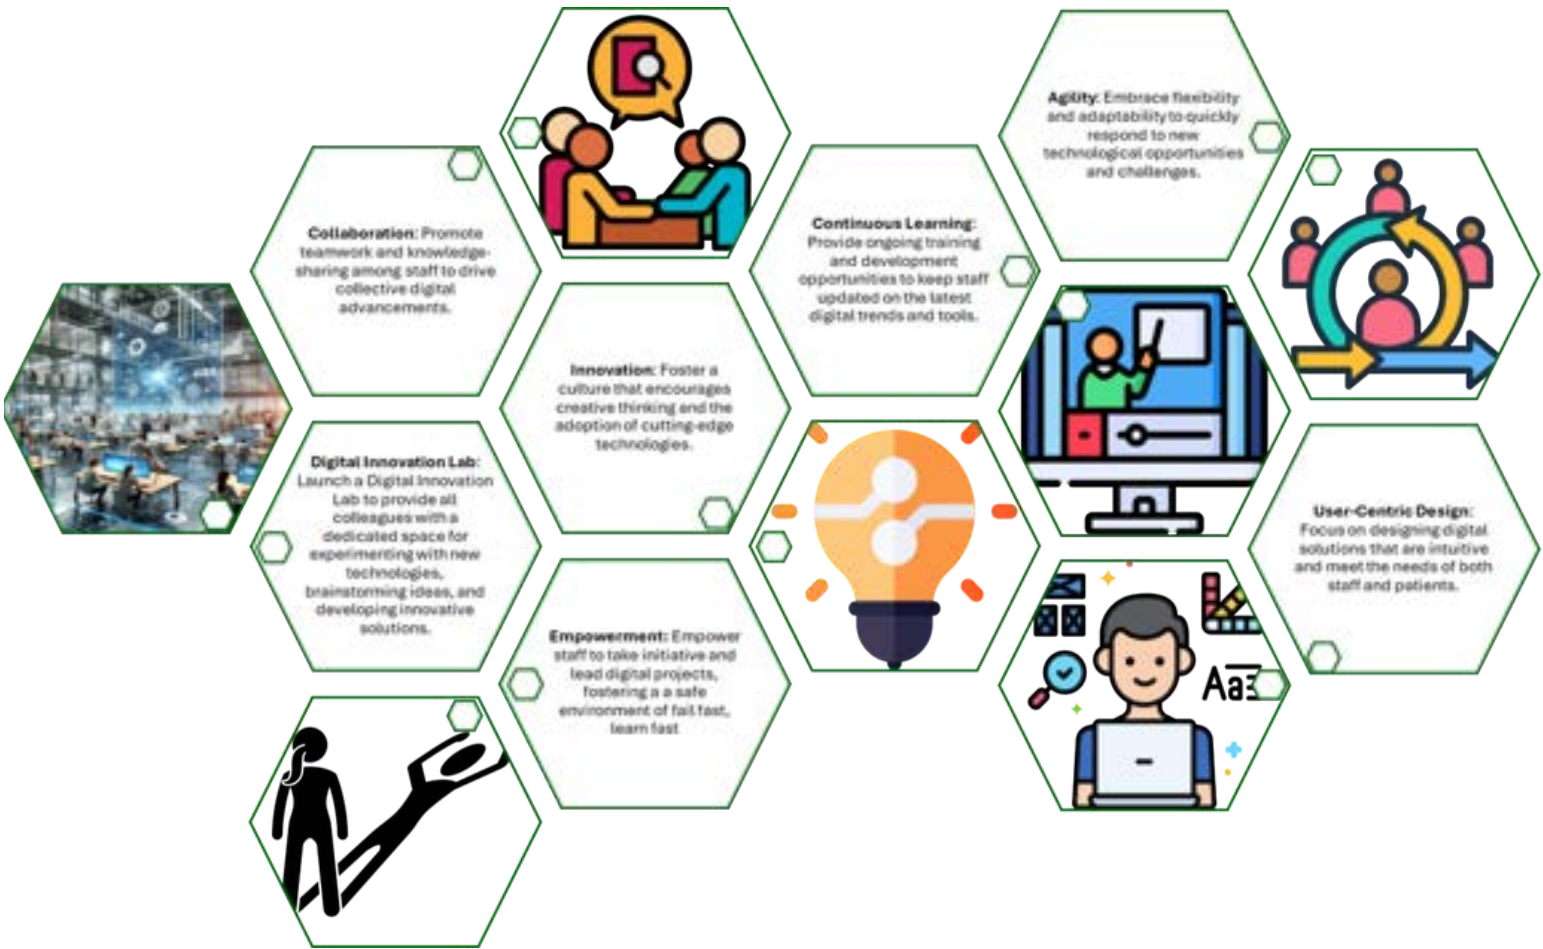 Collaboration: Promote
teamwork and knowledge-
sharing among staff to drive
collective digital
advancements.
Digital Innovation Lab:
Launch a Digital Innovation
Lab to provide all
colleagues with a
dedicated space for
experimenting with new
technologies,
brainstorming ideas, and
developing innovative
solutions.
Innovation: Foster a
culture that encourages
creative thinking and the
adoption of cutting-edge
technologies.
Empowerment: Empower
staff to take initiative and
lead digital projects,
fostering a a safe
environment of fail fast,
learn fast
Continuous Learning:
Provide ongoing training
and development
opportunities to keep staff
updated on the latest
digital trends and tools.
Agility: Embrace flexibility
and adaptability to quickly
respond to new
technological opportunities
and challenges.
Aa
User-Centric Design:
Focus on designing digital
solutions that are intuitive
and meet the needs of both
staff and patients.